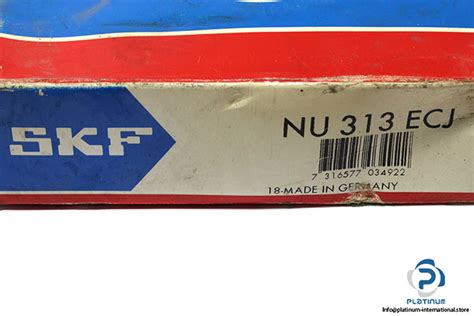 SKF
NU 313 ECJ
7 316577 034922
18-MADE IN GERMANY
PLATINUM
Info@platinum-international.store